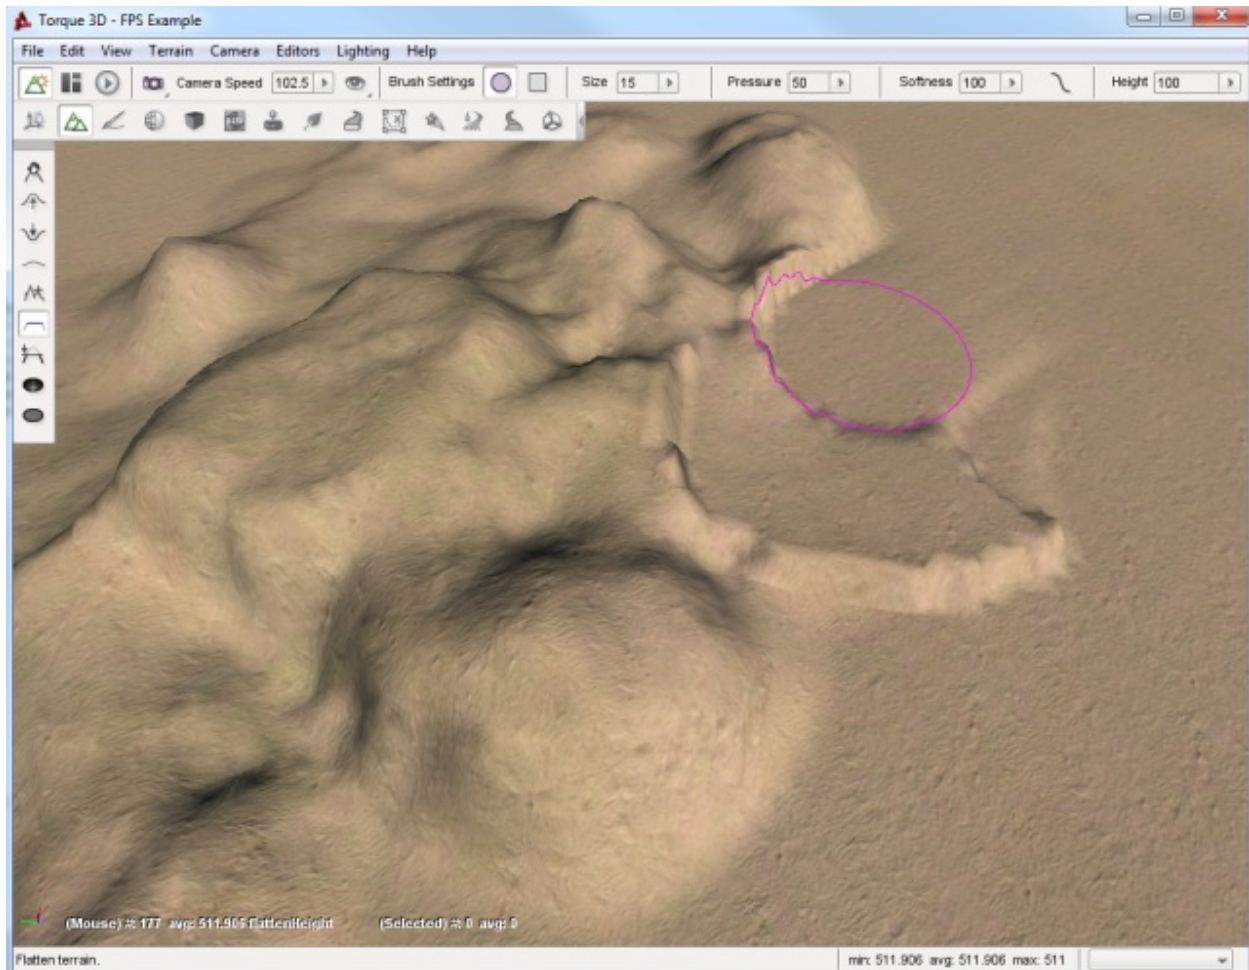 Torque 3D - FPS Example
File Edit View Terrain Camera Editors Lighting Help
Camera Speed 102.5 Brush Settings Size 15 Pressure 50 Softness 100 Height 100
(Mouse) #: 177 avg: 511.906 flattenHeight (Selected) #: 0 avg: 0
Flatten terrain. min: 511.906 avg: 511.906 max: 511